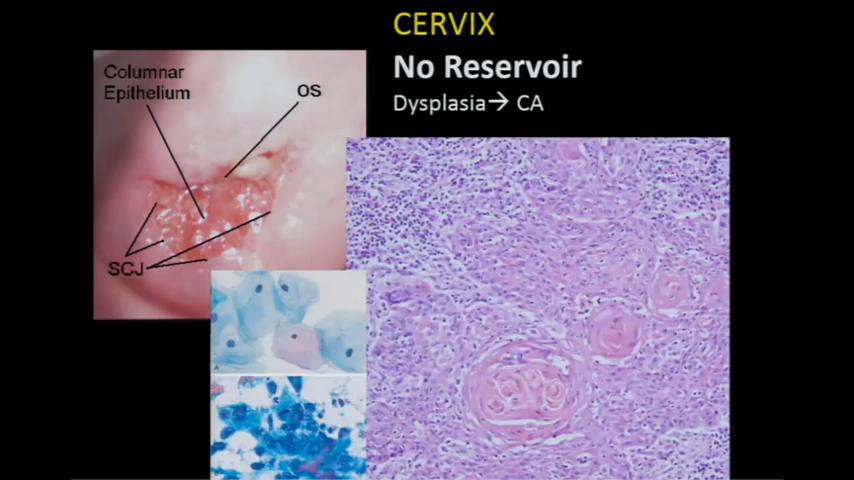 CERVIX
No Reservoir
Dysplasia→ CA
Columnar
Epithelium
OS
SCJ
A